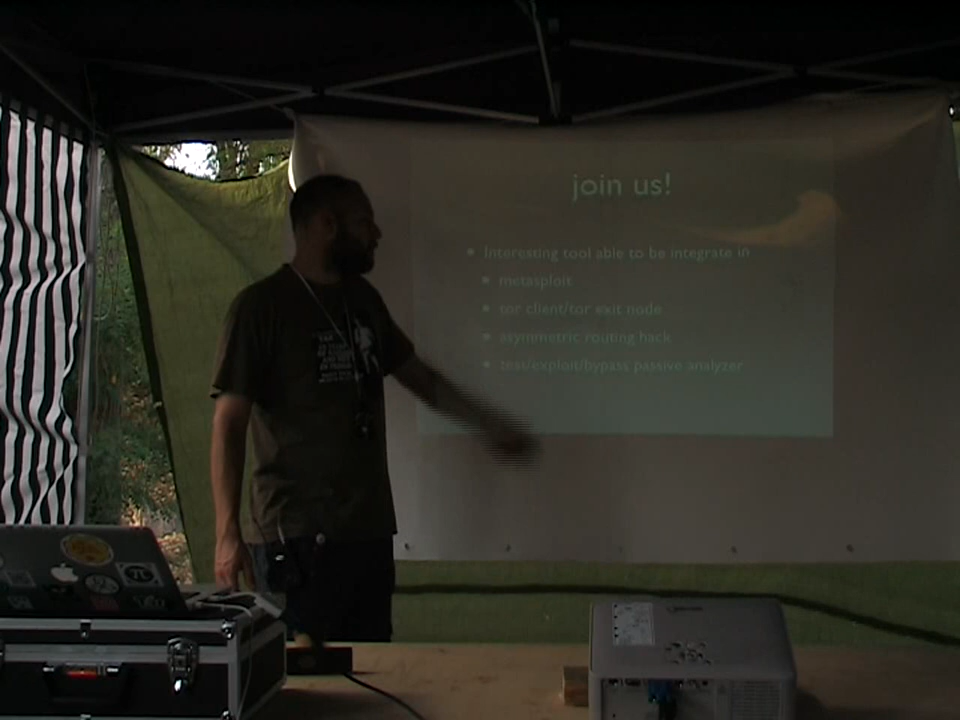 join us!
Interesting tool able to be integrate in
metasploit
tor client/tor exit node
asymmetric routing hack
test/exploit/bypass passive analyzer